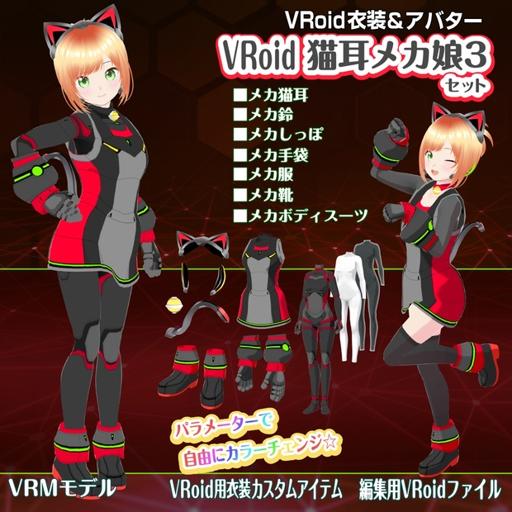 VRoid衣装&アバター
VRoid 猫耳メカ娘3
セット
■メカ猫耳
■メカ鈴
■メカしっぽ
■メカ手袋
■メカ服
■メカ靴
■メカボディスーツ
パラメーターで
自由にカラーチェンジ☆
VRMモデル
VRoid用衣装カスタムアイテム
編集用VRoidファイル